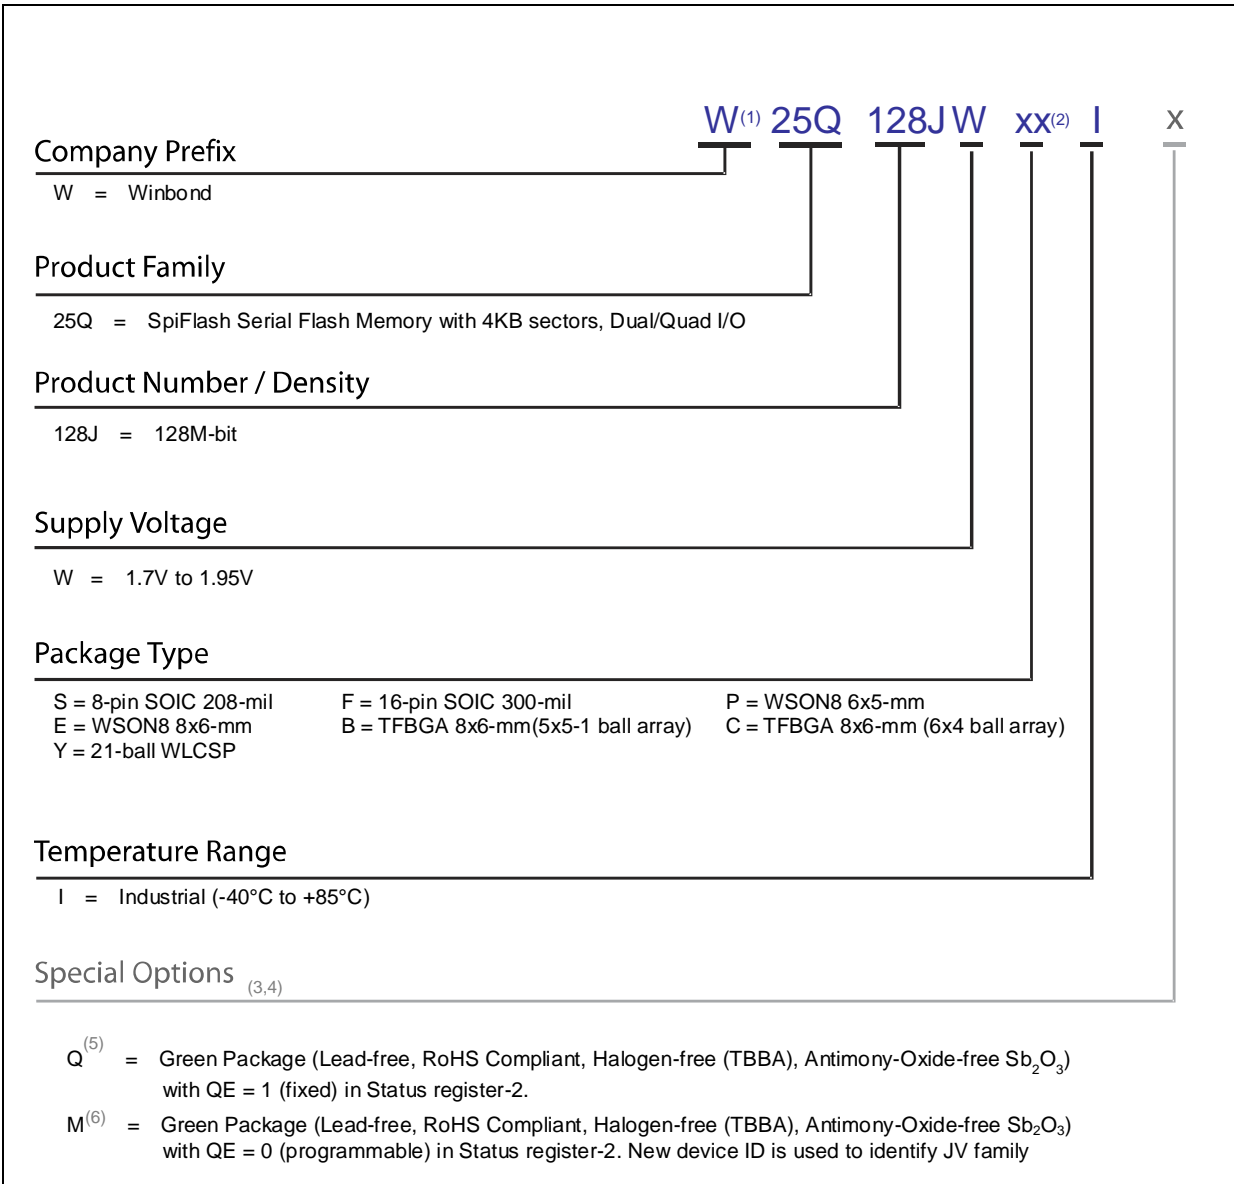 W(1) 25Q 128J W xx(2) I x
Company Prefix
W = Winbond
Product Family
25Q = SpiFlash Serial Flash Memory with 4KB sectors, Dual/Quad I/O
Product Number / Density
128J = 128M-bit
Supply Voltage
W = 1.7V to 1.95V
Package Type
S = 8-pin SOIC 208-mil F = 16-pin SOIC 300-mil P = WSON8 6x5-mm
E = WSON8 8x6-mm B = TFBGA 8x6-mm(5x5-1 ball array) C = TFBGA 8x6-mm (6x4 ball array)
Y = 21-ball WLCSP
Temperature Range
I = Industrial (-40°C to +85°C)
Special Options (3,4)
Q(5) = Green Package (Lead-free, RoHS Compliant, Halogen-free (TBBA), Antimony-Oxide-free Sb2O3)
with QE = 1 (fixed) in Status register-2.
M(6) = Green Package (Lead-free, RoHS Compliant, Halogen-free (TBBA), Antimony-Oxide-free Sb2O3)
with QE = 0 (programmable) in Status register-2. New device ID is used to identify JV family